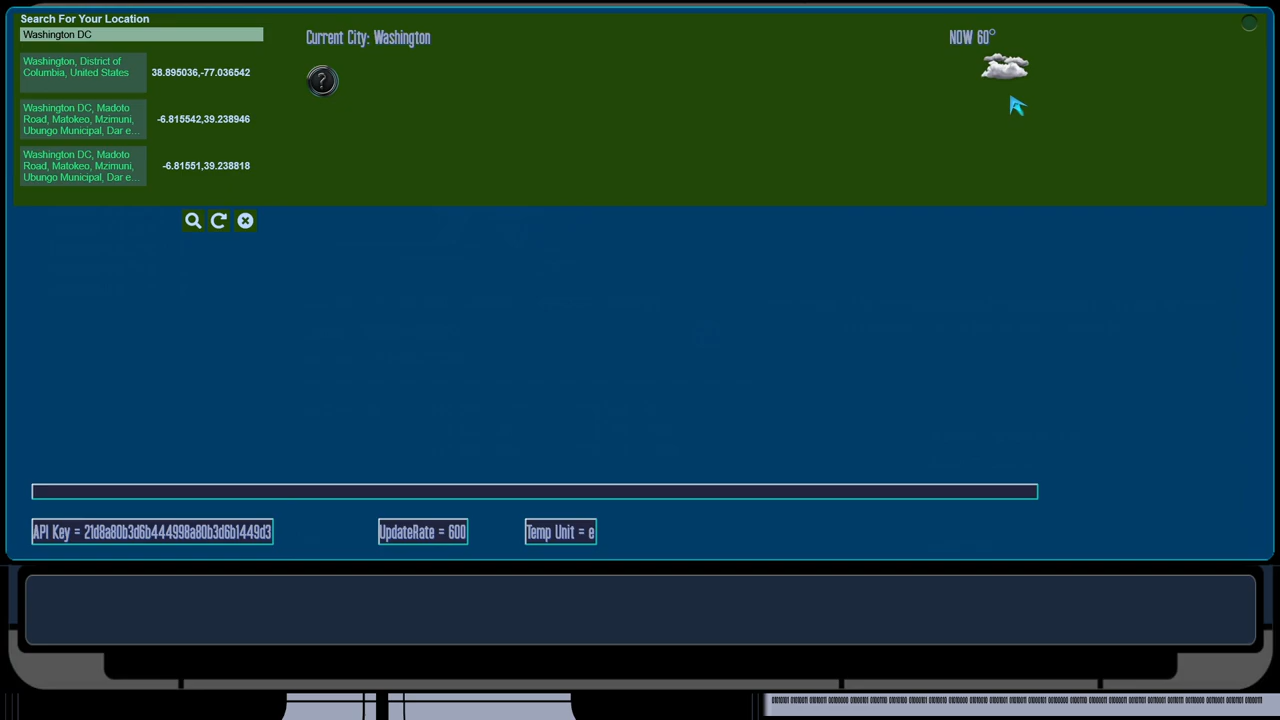 Search For Your Location
Washington DC
Current City: Washington
NOW 60°
?
Washington, District of
Columbia, United States
38.895036,-77.036542
Washington DC, Madoto
Road, Matokeo, Mzimuni,
Ubungo Municipal, Dar e...
-6.815542,39.238946
Washington DC, Madoto
Road, Matokeo, Mzimuni,
Ubungo Municipal, Dar e...
-6.81551,39.238818
API Key = 21d8a80b3d6b444998a80b3d6b1449d3
UpdateRate = 600
Temp Unit = e